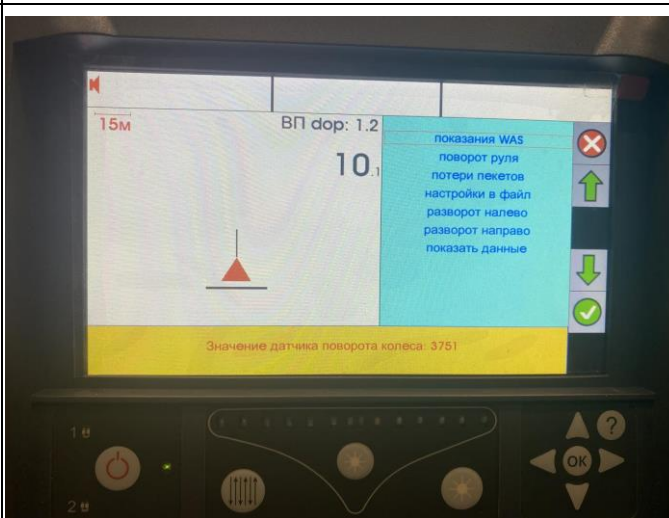 15м
ВП dop: 1.2
10.1
показания WAS
поворот руля
потери пекетов
настройки в файл
разворот налево
разворот направо
показать данные
Значение датчика поворота колеса: 3751
1
?
OK
2